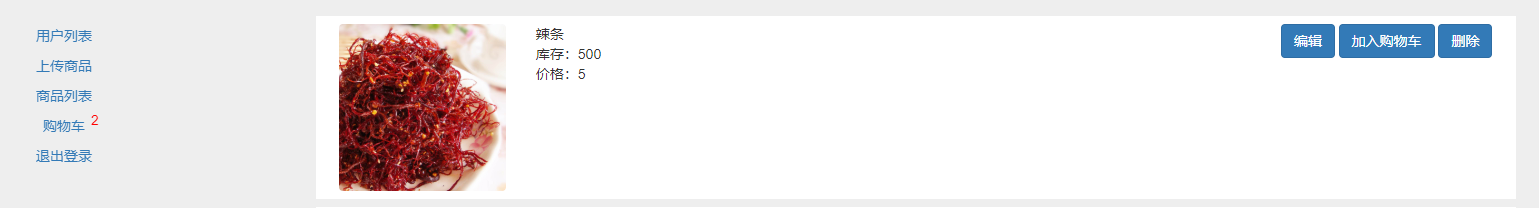 用户列表
上传商品
商品列表
购物车 2
退出登录
辣条
库存：500
价格：5
编辑 加入购物车 删除